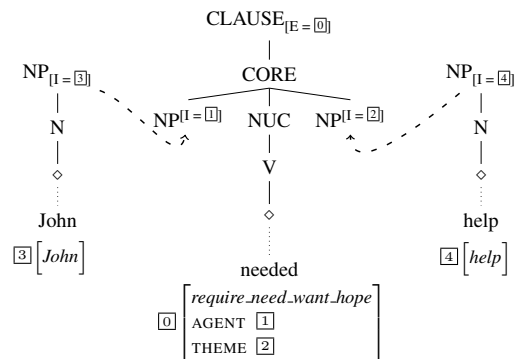 CLAUSE[E = 0]
NP[I = 3] CORE NP[I = 4]
N NP[I = 1] NUC NP[I = 2] N
V
◇ ◇
John ◇ help
3 [John] 4 [help]
needed
0 [require_need_want_hope
AGENT 1
THEME 2]